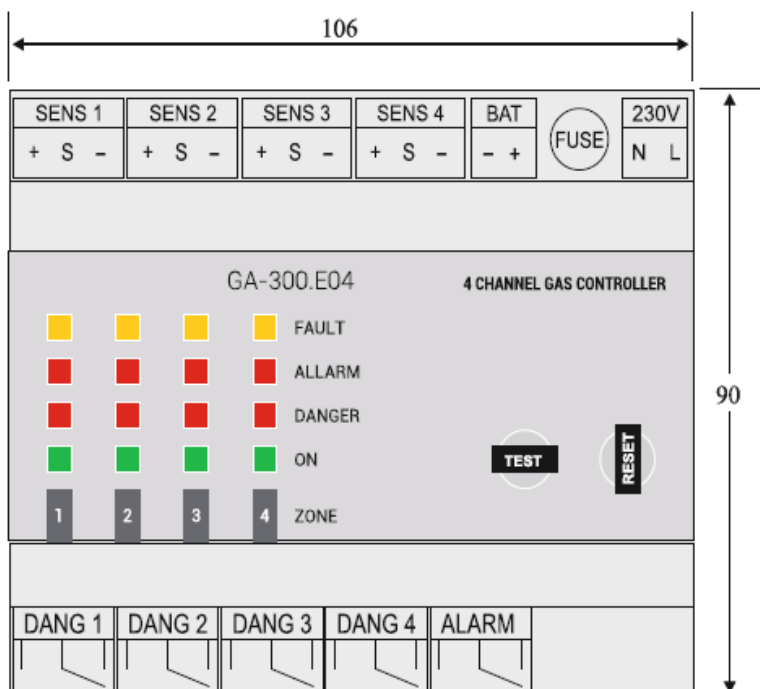 106
SENS 1 SENS 2 SENS 3 SENS 4 BAT FUSE 230V
+ S - + S - + S - + S - - + N L
GA-300.E04 4 CHANNEL GAS CONTROLLER
FAULT
ALLARM
DANGER
90
ON TEST RESET
1 2 3 4 ZONE
DANG 1 DANG 2 DANG 3 DANG 4 ALARM